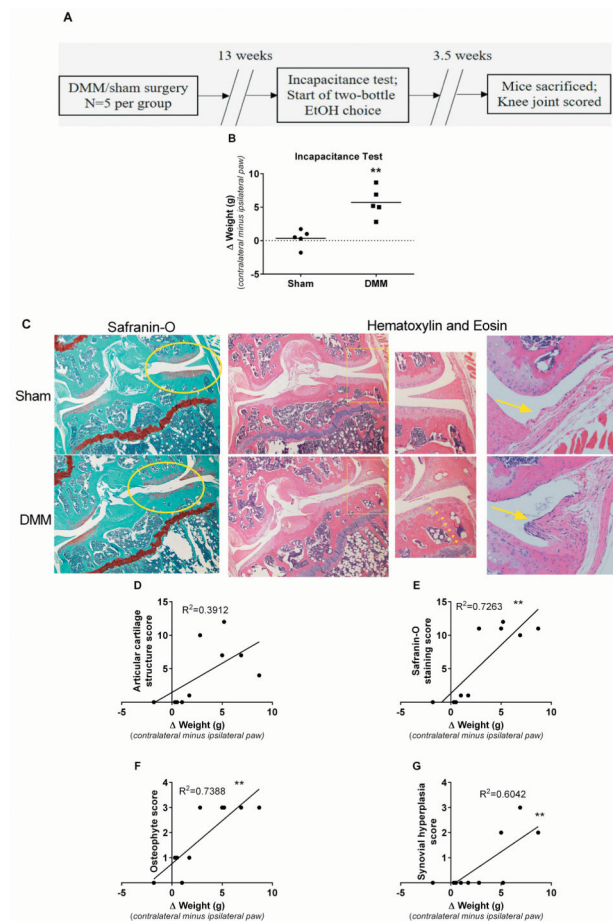 A
13 weeks
3.5 weeks
DMM/sham surgery
N=5 per group
Incapacitance test;
Start of two-bottle
EtOH choice
Mice sacrificed;
Knee joint scored
B
Incapacitance Test
**
Δ Weight (g)
(contralateral minus ipsilateral paw)
10
5
0
-5
Sham
DMM
C
Safranin-O
Hematoxylin and Eosin
Sham
DMM
D
R²=0.3912
Articular cartilage
structure score
15
10
5
0
-5
0
5
10
Δ Weight (g)
(contralateral minus ipsilateral paw)
E
R²=0.7263
**
Safranin-O
staining score
15
10
5
0
-5
0
5
10
Δ Weight (g)
(contralateral minus ipsilateral paw)
F
R²=0.7388
**
Osteophyte score
4
3
2
1
-5
0
5
10
Δ Weight (g)
(contralateral minus ipsilateral paw)
G
R²=0.6042
**
Synovial hyperplasia
score
4
3
2
1
-5
0
5
10
Δ Weight (g)
(contralateral minus ipsilateral paw)